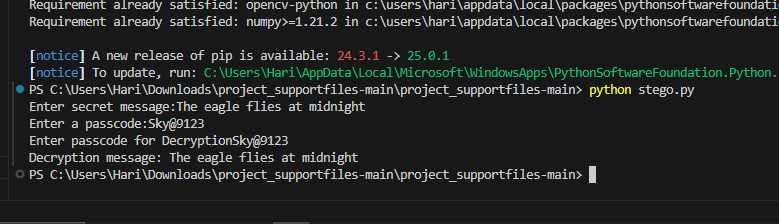 Requirement already satisfied: opencv-python in c:\users\hari\appdata\local\packages\pythonsoftwarefoundatio
Requirement already satisfied: numpy>=1.21.2 in c:\users\hari\appdata\local\packages\pythonsoftwarefoundatio
[notice] A new release of pip is available: 24.3.1 -> 25.0.1
[notice] To update, run: C:\Users\Hari\AppData\Local\Microsoft\WindowsApps\PythonSoftwareFoundation.Python.
PS C:\Users\Hari\Downloads\project_supportfiles-main\project_supportfiles-main> python stego.py
Enter secret message:The eagle flies at midnight
Enter a passcode:Sky@9123
Enter passcode for DecryptionSky@9123
Decryption message: The eagle flies at midnight
PS C:\Users\Hari\Downloads\project_supportfiles-main\project_supportfiles-main>